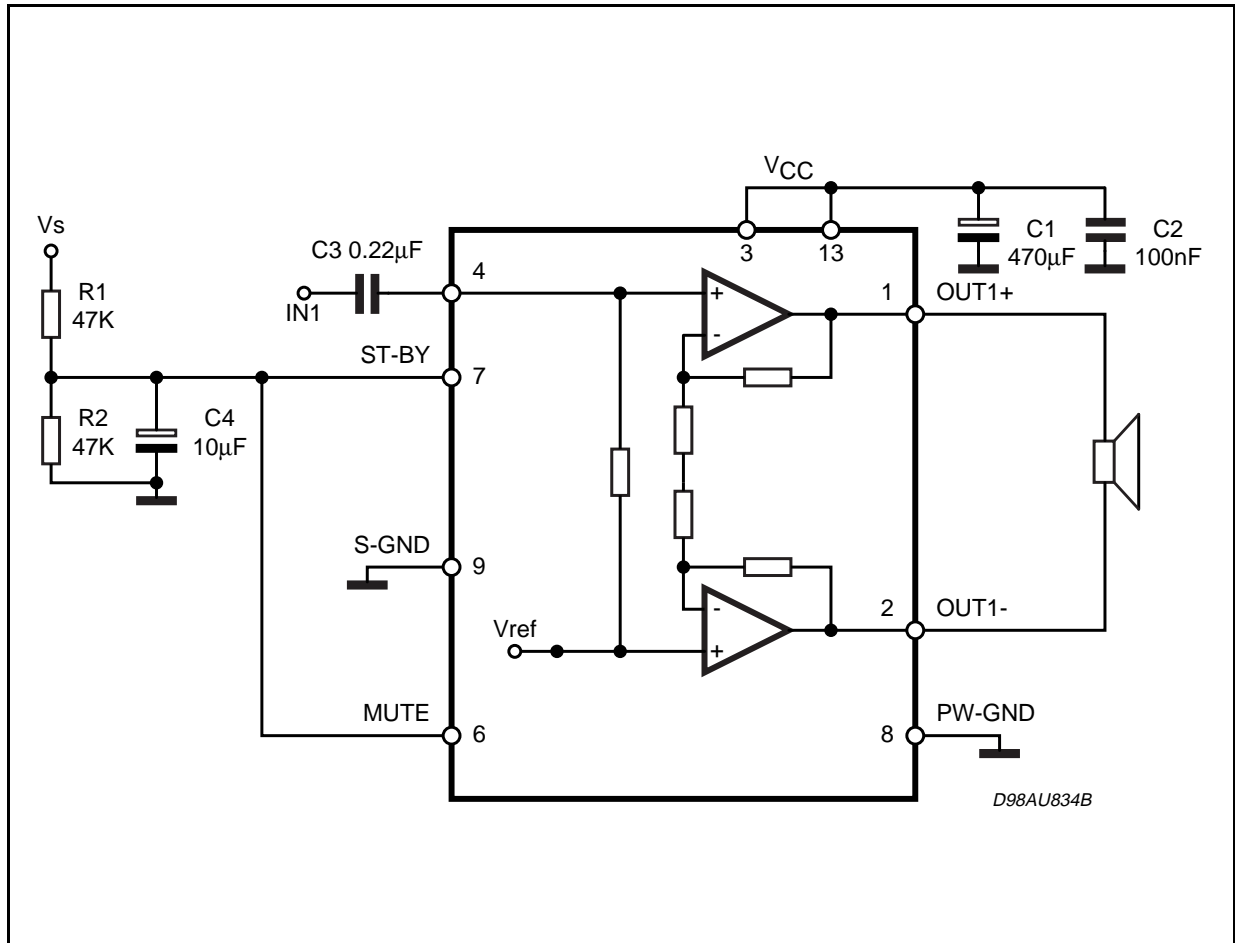 VCC
Vs
C3 0.22µF
4
3
13
C1
470µF
C2
100nF
IN1
R1
47K
+
-
1
OUT1+
ST-BY
7
R2
47K
C4
10µF
S-GND
9
-
+
2
OUT1-
Vref
MUTE
6
8
PW-GND
D98AU834B